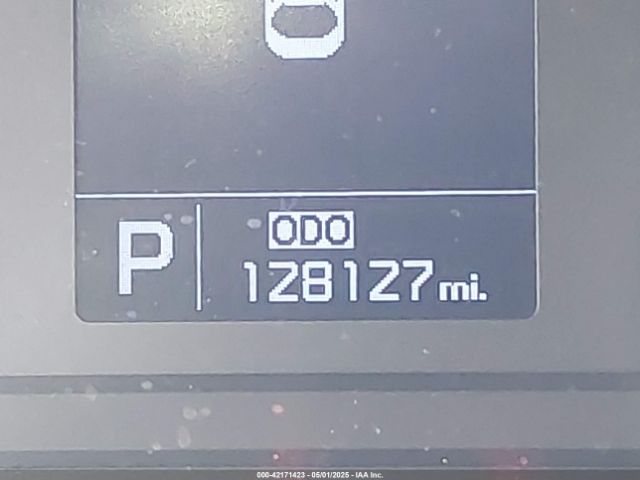 ODO
P
128127 mi.
000-42171423 - 05/01/2025 - IAA Inc.